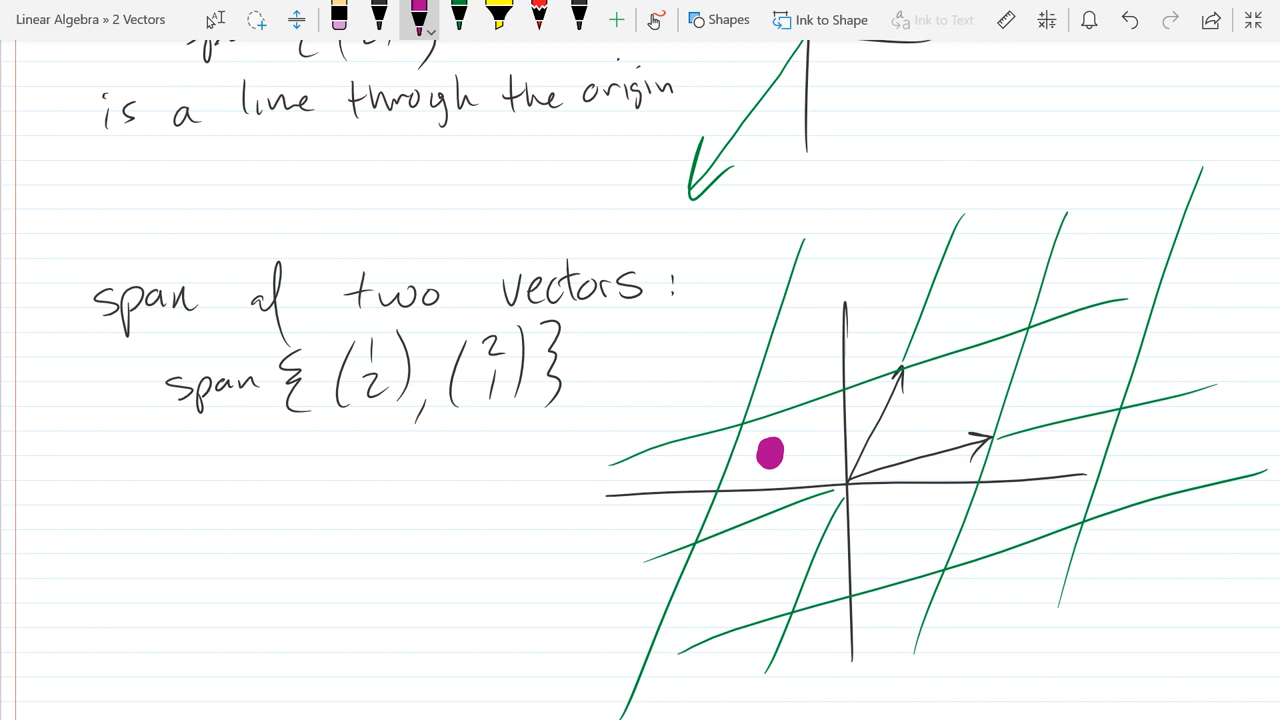 Linear Algebra » 2 Vectors
Shapes
Ink to Shape
Ink to Text
is a line through the origin
span of two vectors:
span { (1 2), (2 1) }